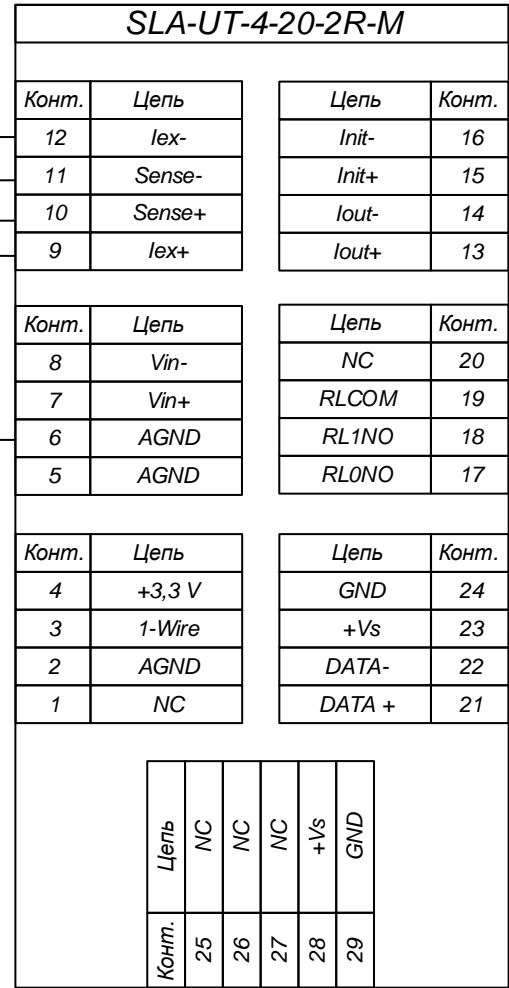 SLA-UT-4-20-2R-M
Конт. Цепь
12 Iex-
11 Sense-
10 Sense+
9 Iex+
Цепь Конт.
Init- 16
Init+ 15
Iout- 14
Iout+ 13
Конт. Цепь
8 Vin-
7 Vin+
6 AGND
5 AGND
Цепь Конт.
NC 20
RLCOM 19
RL1NO 18
RL0NO 17
Конт. Цепь
4 +3,3 V
3 1-Wire
2 AGND
1 NC
Цепь Конт.
GND 24
+Vs 23
DATA- 22
DATA + 21
Конт. Цепь
25 NC
26 NC
27 NC
28 +Vs
29 GND